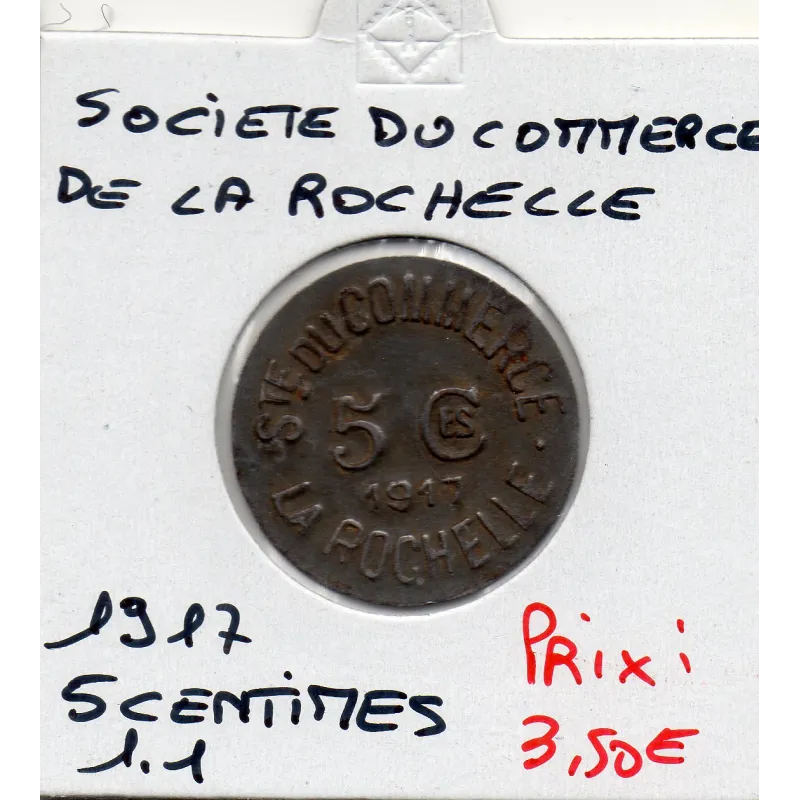 SOCIETE DU COMMERCE
DE LA ROCHELLE
STE DU COMMERCE
5 CES
1917
LA ROCHELLE
1917
5 CENTIMES
1.1
PRIX:
3,50€